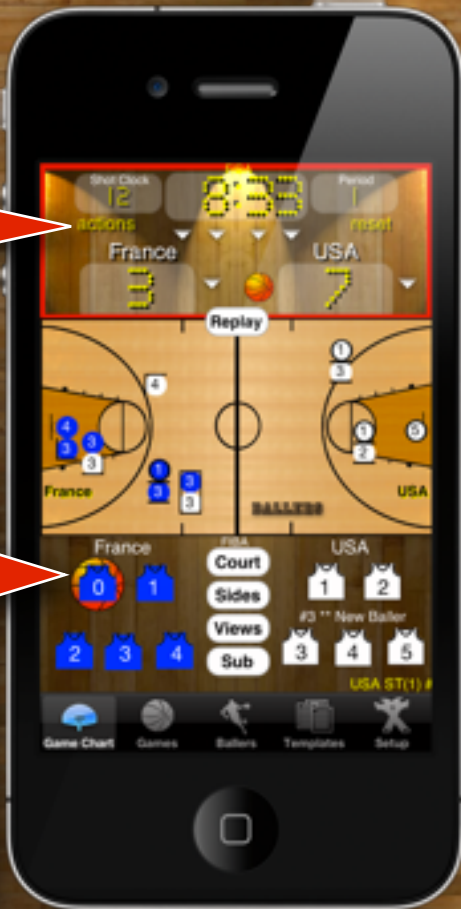 Shot Clock
12
8:33
Period
1
actions
reset
France
USA
3
7
Replay
1
3
4
4
3
3
3
1
3
3
3
1
2
5
France
BALLERS
USA
FIBA
France
USA
Court
Sides
Views
Sub
0
1
1
2
#3 ** New Baller
2
3
4
3
4
5
USA ST(1) #
Game Chart
Games
Ballers
Templates
Setup